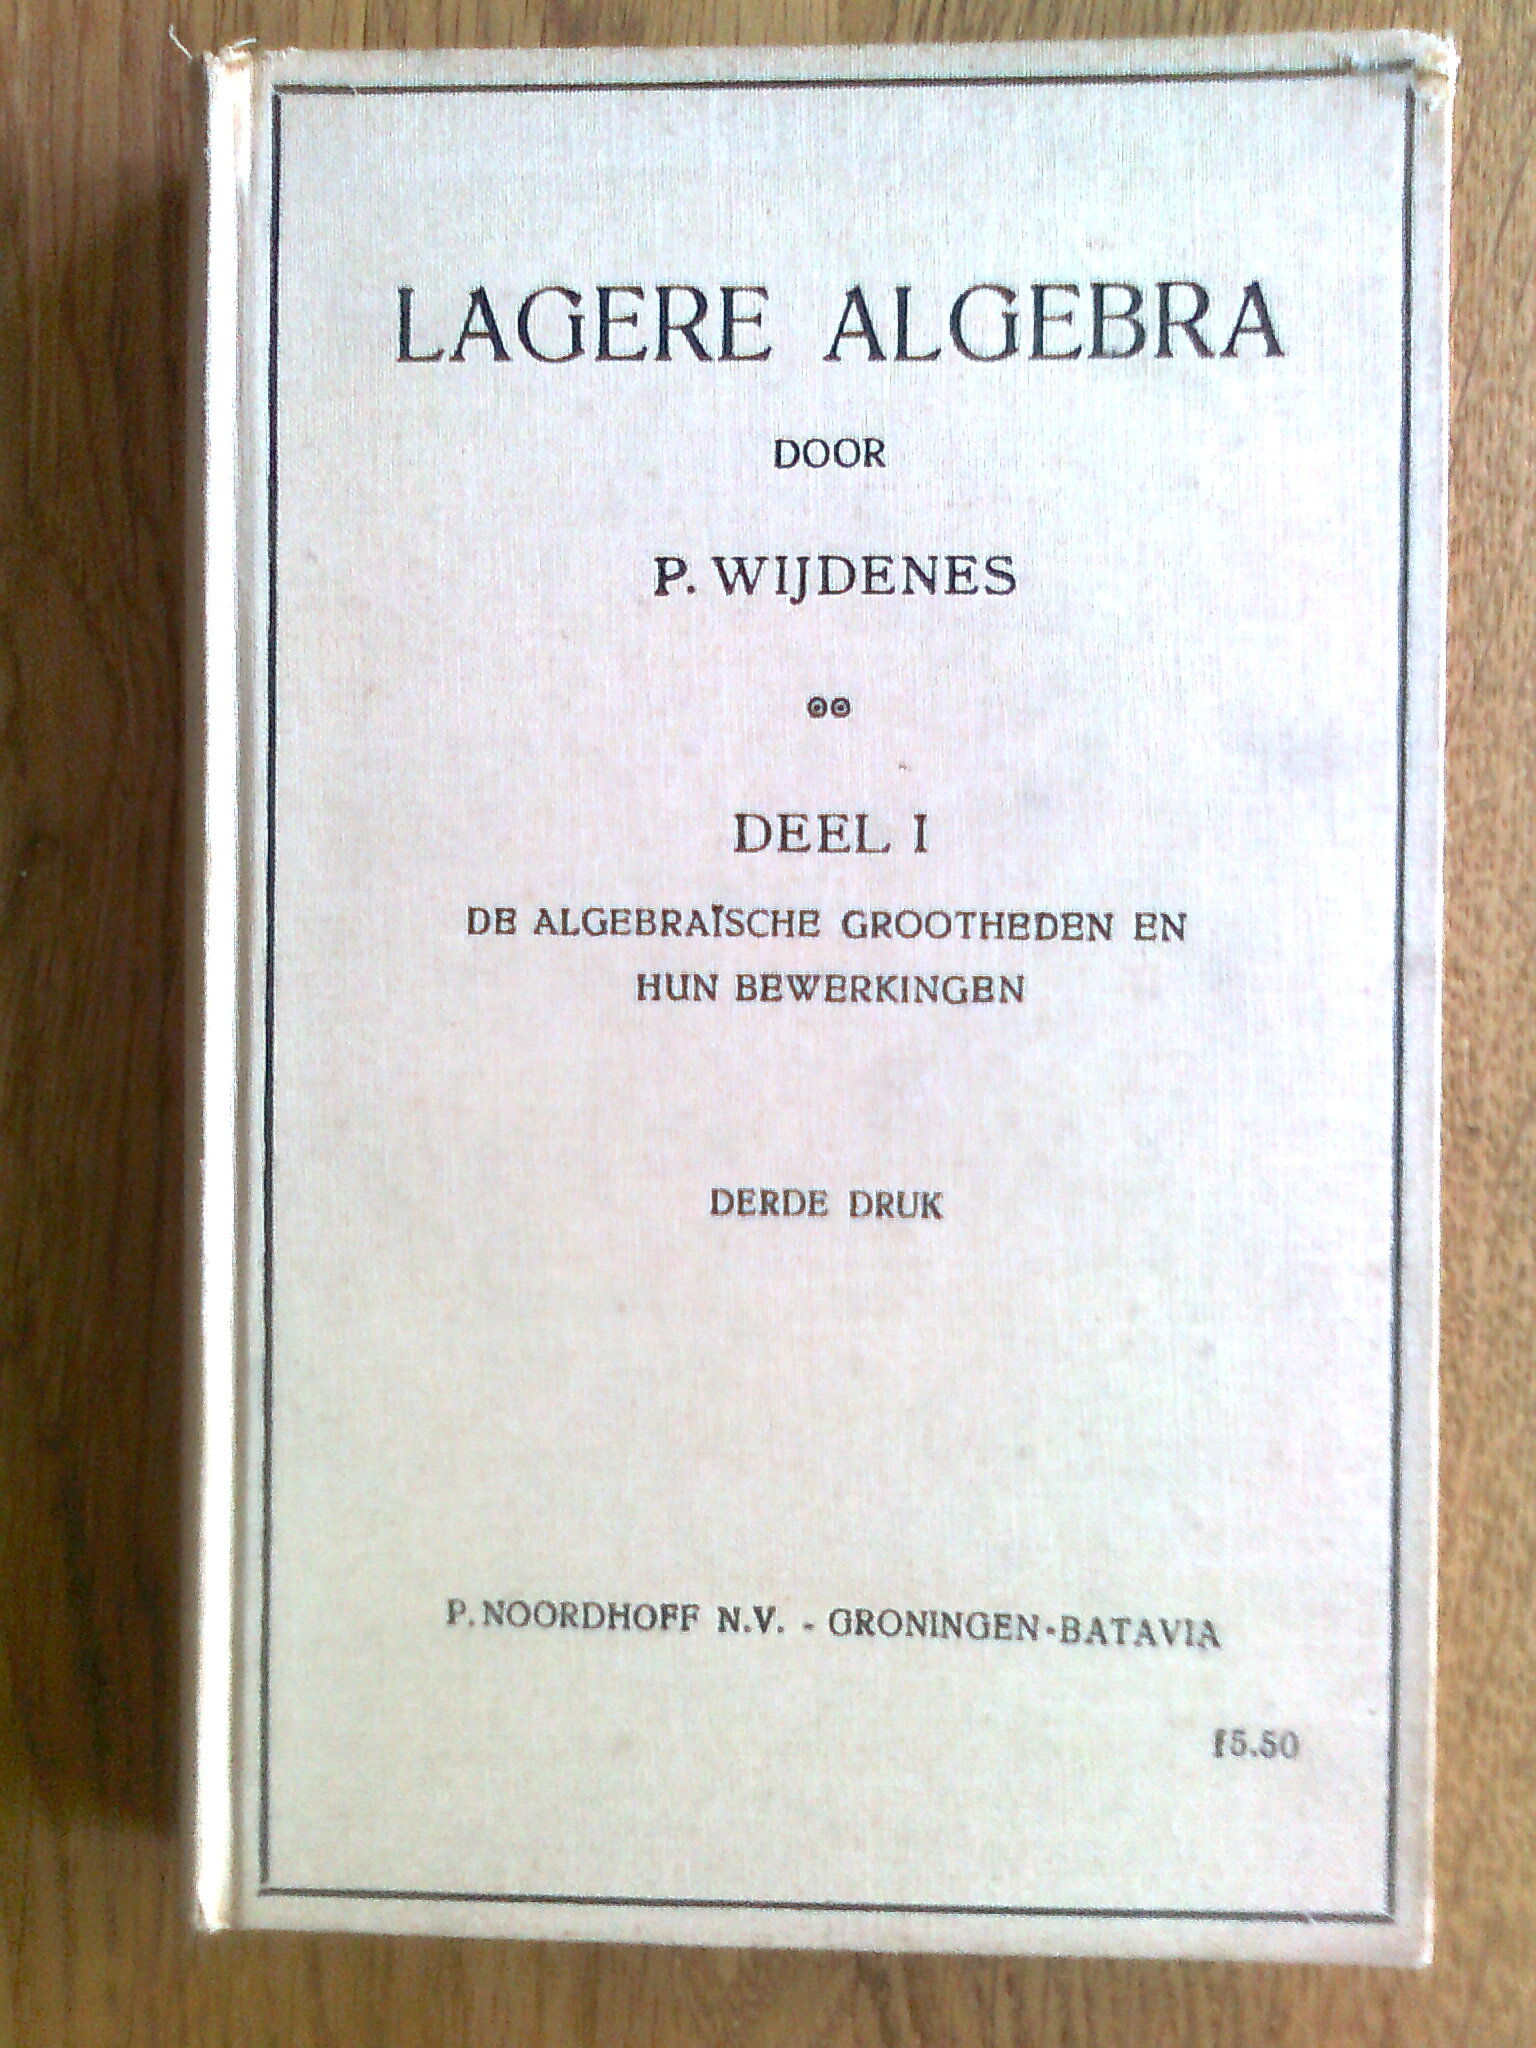 LAGERE ALGEBRA
DOOR
P. WIJDENES
DEEL I
DE ALGEBRAÏSCHE GROOTHEDEN EN
HUN BEWERKINGEN
DERDE DRUK
P. NOORDHOFF N.V. - GRONINGEN-BATAVIA
f5.50